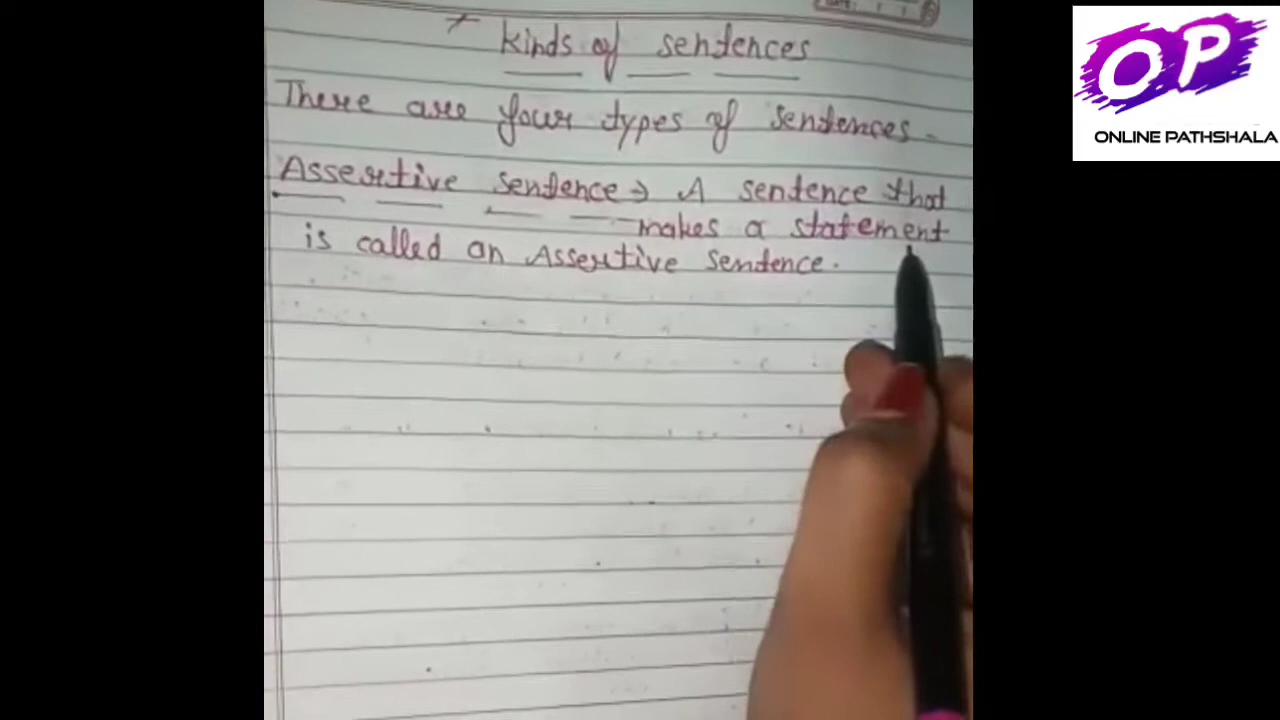 Kinds of sentences
There are four types of sentences.
Assertive sentence → A sentence that
makes a statement
is called an Assertive sentence.
OP
ONLINE PATHSHALA